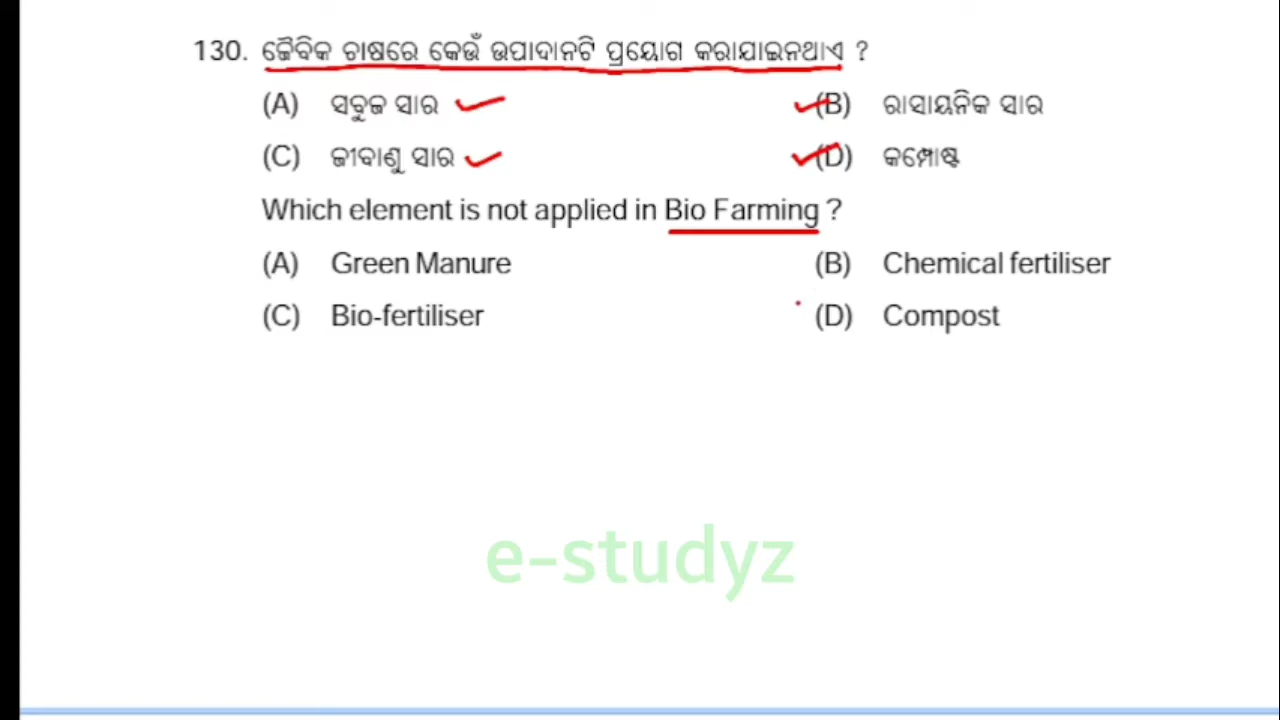 130. ଜୈବିକ ଚାଷରେ କେଉଁ ଉପାଦାନଟି ପ୍ରୟୋଗ କରାଯାଇନଥାଏ ?
(A) ସବୁଜ ସାର (B) ରାସାୟନିକ ସାର
(C) ଜୀବାଣୁ ସାର (D) କମ୍ପୋଷ୍ଟ
Which element is not applied in Bio Farming ?
(A) Green Manure (B) Chemical fertiliser
(C) Bio-fertiliser (D) Compost
e-studyz